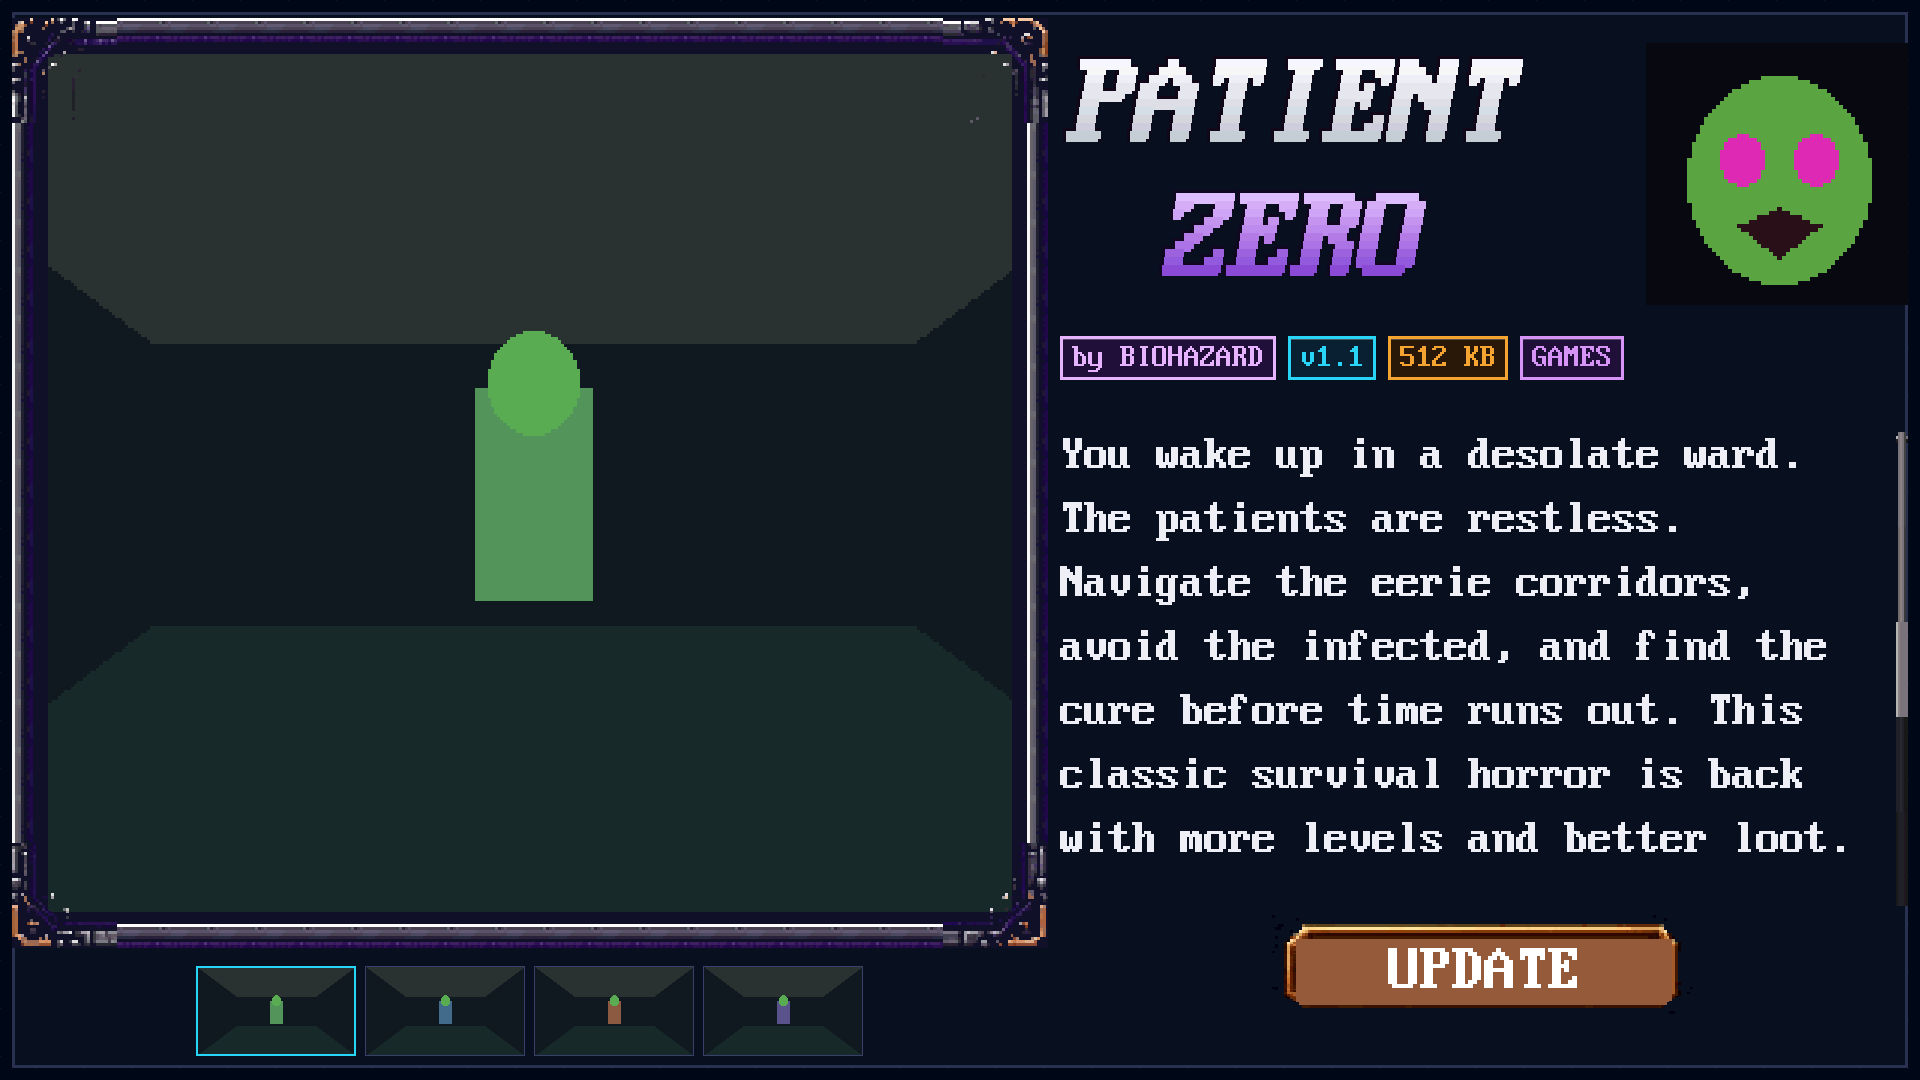 PATIENT
ZERO
by BIOHAZARD v1.1 512 KB GAMES
You wake up in a desolate ward.
The patients are restless.
Navigate the eerie corridors,
avoid the infected, and find the
cure before time runs out. This
classic survival horror is back
with more levels and better loot.
UPDATE